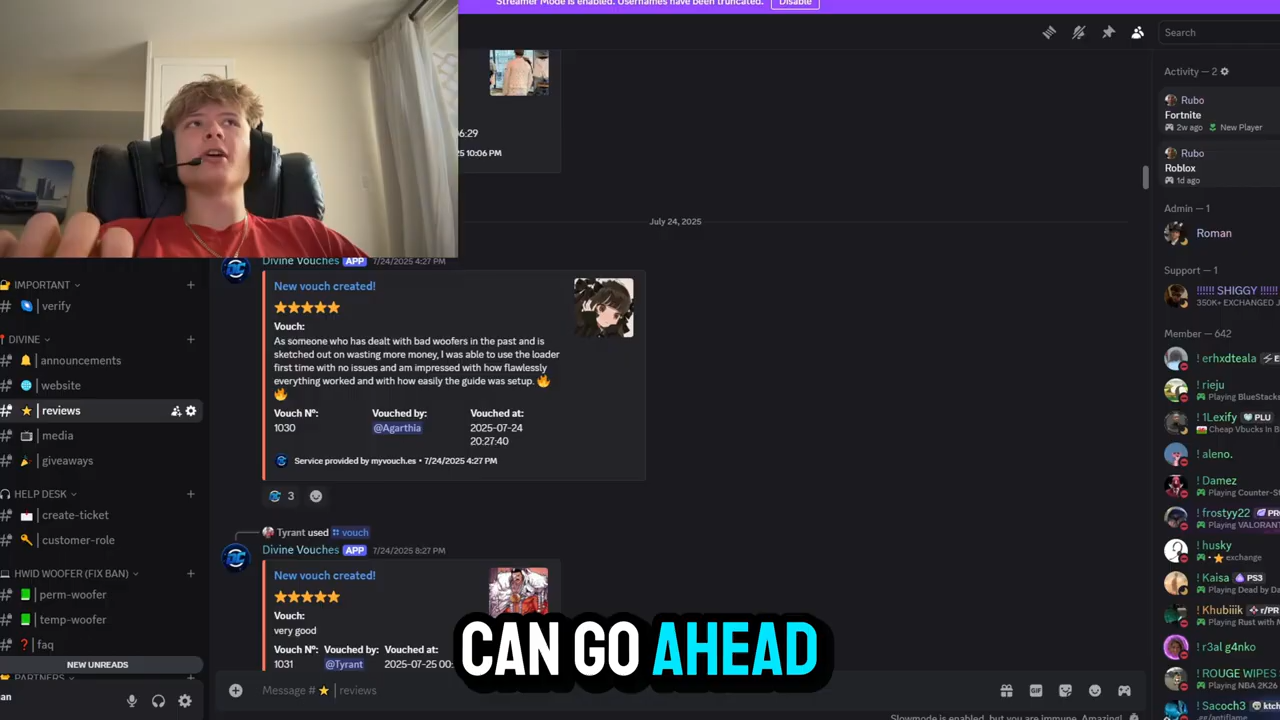 Streamer Mode is enabled. Usernames have been truncated.
Disable
Search
06:29
10:06 PM
July 24, 2025
Divine Vouches APP 7/24/2025 4:27 PM
New vouch created!
Vouch:
As someone who has dealt with bad woofers in the past and is
sketched out on wasting more money, I was able to use the loader
first time with no issues and am impressed with how flawlessly
everything worked and with how easily the guide was setup. 🔥
🔥
Vouch Nº: Vouched by: Vouched at:
1030 @Agarthia 2025-07-24
20:27:40
Service provided by myvouch.es • 7/24/2025 4:27 PM
3
Tyrant used vouch
Divine Vouches APP 7/24/2025 8:27 PM
New vouch created!
Vouch:
very good
Vouch Nº: Vouched by: Vouched at:
1031 @Tyrant 2025-07-25
CAN GO AHEAD
Message # ⭐ | reviews
GIF
Slowmode is enabled, but you are immune. Amazing!
IMPORTANT
verify
DIVINE
announcements
website
reviews
media
giveaways
HELP DESK
create-ticket
customer-role
HWID WOOFER (FIX BAN)
perm-woofer
temp-woofer
faq
NEW UNREADS
PARTNERS
an
Activity — 2
Rubo
Fortnite
2w ago New Player
Rubo
Roblox
1d ago
Admin — 1
Roman
Support — 1
!!!!!! SHIGGY !!!!!!
350K+ EXCHANGED
Member — 642
! erhxdteala
! rieju
Playing BlueStacks
! 1Lexify PLU
Cheap Vbucks In B
! aleno.
! Damez
Playing Counter-St
! frostyy22 PR
Playing VALORANT
! husky
• ⭐ exchange
! Kaisa PS3
Playing Dead by Da
! Khubiiik r/PR
Playing Rust with M
! r3al g4nko
! ROUGE WIPES
Playing NBA 2K26
! Sacoch3 ktch
.gg/antiflame